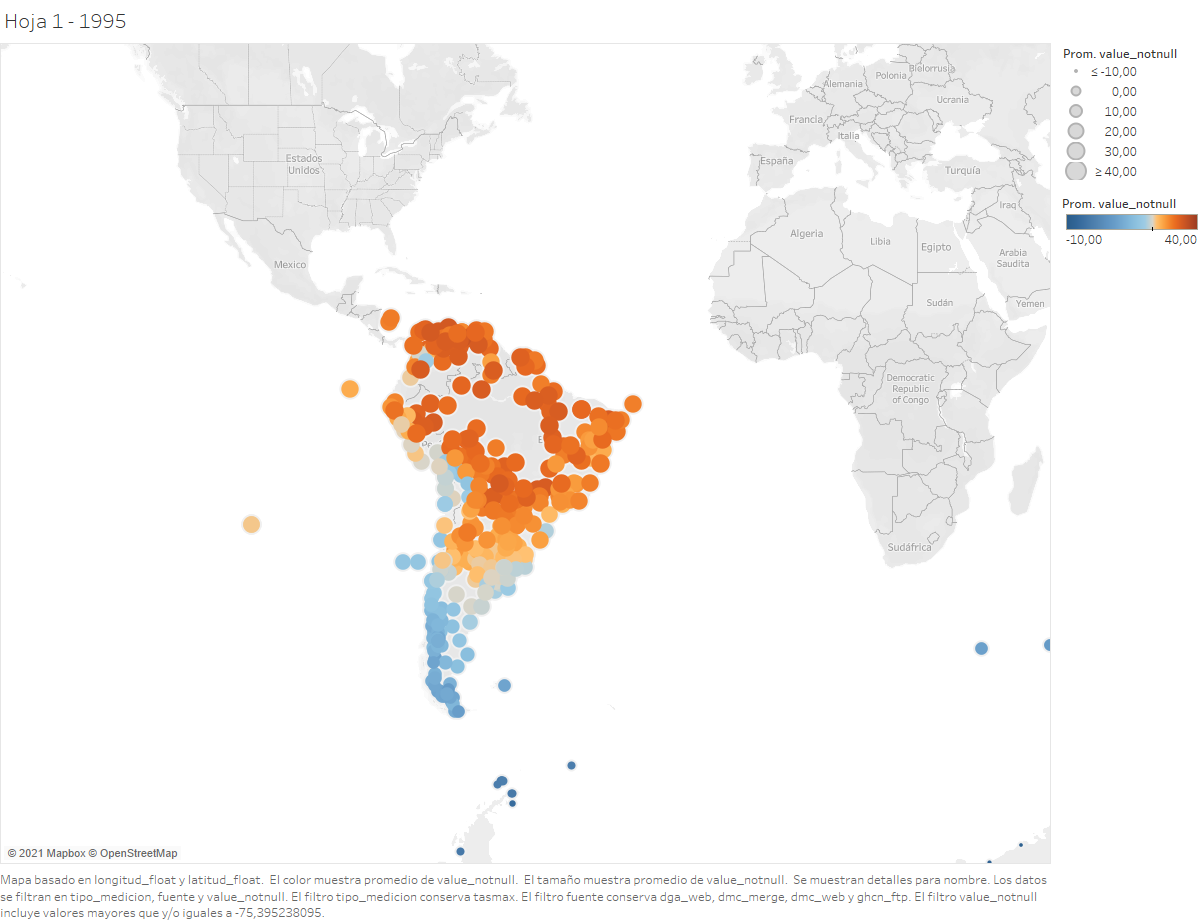 Hoja 1 - 1995
Prom. value_notnull
≤ -10,00
0,00
10,00
20,00
30,00
≥ 40,00
Prom. value_notnull
-10,00 40,00
Estados
Unidos
Mexico
Alemania
Polonia
Bielorrusia
Ucrania
Francia
Italia
España
Turquía
Iraq
Argelia
Libia
Egipto
Arabia
Saudita
Sudán
Yemen
Democratic
Republic
of Congo
Sudáfrica
© 2021 Mapbox © OpenStreetMap
Mapa basado en longitud_float y latitud_float.  El color muestra promedio de value_notnull.  El tamaño muestra promedio de value_notnull.  Se muestran detalles para nombre. Los datos
se filtran en tipo_medicion, fuente y value_notnull. El filtro tipo_medicion conserva tasmax. El filtro fuente conserva dga_web, dmc_merge, dmc_web y ghcn_ftp. El filtro value_notnull
incluye valores mayores que y/o iguales a -75,395238095.